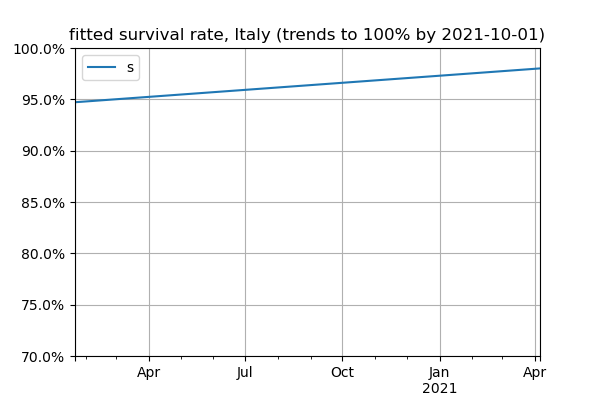 fitted survival rate, Italy (trends to 100% by 2021-10-01)
100.0%
95.0%
90.0%
85.0%
80.0%
75.0%
70.0%
s
Apr Jul Oct Jan Apr
2021